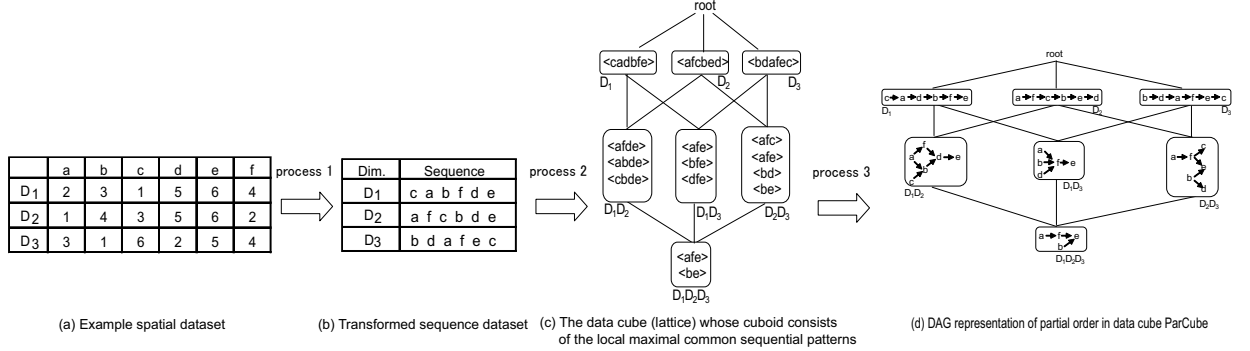 a b c d e f
D1 2 3 1 5 6 4
D2 1 4 3 5 6 2
D3 3 1 6 2 5 4
(a) Example spatial dataset
process 1
Dim. Sequence
D1 c a b f d e
D2 a f c b d e
D3 b d a f e c
(b) Transformed sequence dataset
process 2
root
<cadbfe> <afcbed> <bdafec>
D1 D2 D3
<afde>
<abde>
<cbde>
D1D2
<afe>
<bfe>
<dfe>
D1D3
<afc>
<afe>
<bd>
<be>
D2D3
<afe>
<be>
D1D2D3
(c) The data cube (lattice) whose cuboid consists
of the local maximal common sequential patterns
process 3
root
c a d b f e
D1
a f c b e d
D2
b d a f e c
D3
f
a d e
b
c
D1D2
a
b f e
d
D1D3
c
a f
e
b
d
D2D3
a f e
b
D1D2D3
(d) DAG representation of partial order in data cube ParCube